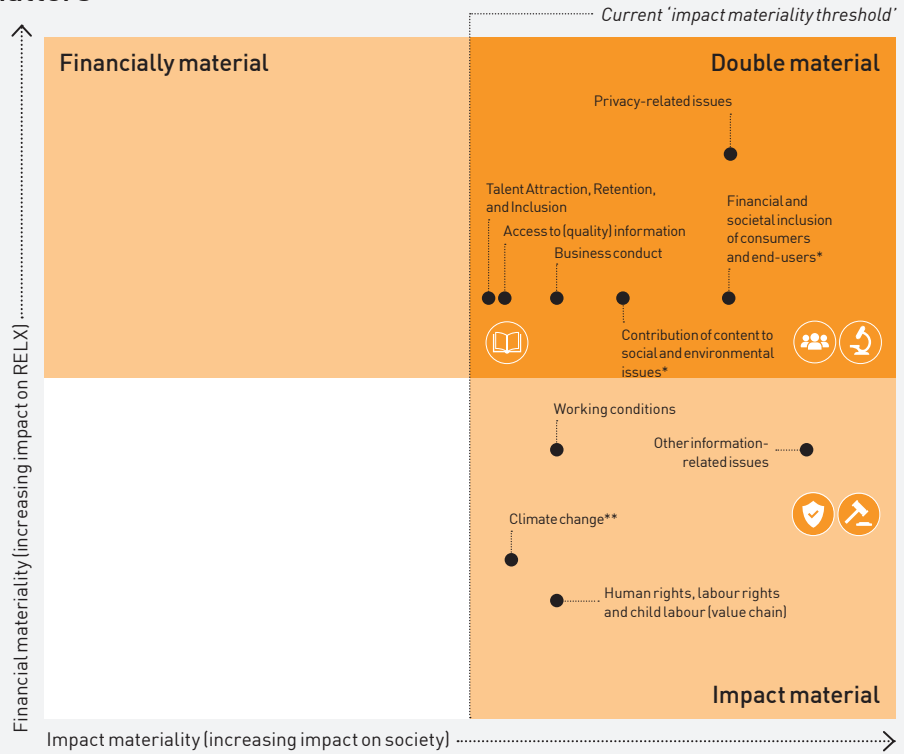 Current 'impact materiality threshold'
Financially material
Double material
Privacy-related issues
Talent Attraction, Retention,
and Inclusion
Access to (quality) information
Business conduct
Financial and
societal inclusion
of consumers
and end-users*
Contribution of content to
social and environmental
issues*
Working conditions
Other information-
related issues
Climate change**
Human rights, labour rights
and child labour (value chain)
Impact material
Financial materiality (increasing impact on RELX)
Impact materiality (increasing impact on society)